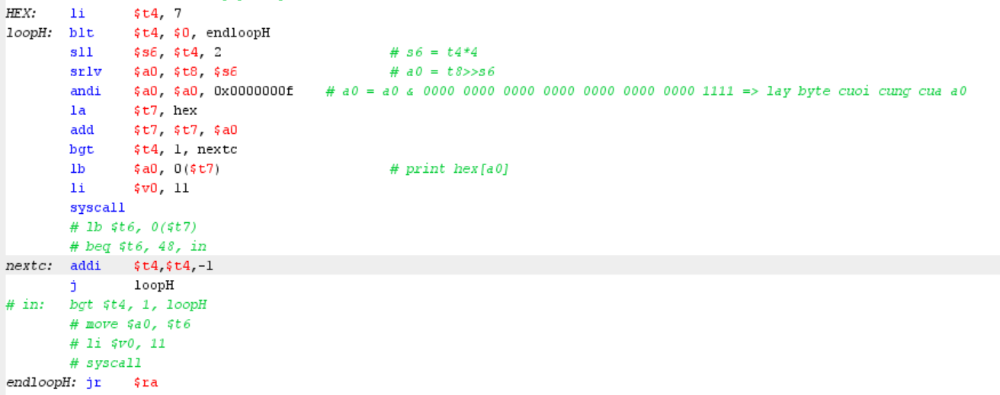 HEX: li $t4, 7
loopH: blt $t4, $0, endloopH
sll $s6, $t4, 2 # s6 = t4*4
srlv $a0, $t8, $s6 # a0 = t8>>s6
andi $a0, $a0, 0x0000000f # a0 = a0 & 0000 0000 0000 0000 0000 0000 0000 1111 => lay byte cuoi cung cua a0
la $t7, hex
add $t7, $t7, $a0
bgt $t4, 1, nextc
lb $a0, 0($t7) # print hex[a0]
li $v0, 11
syscall
# lb $t6, 0($t7)
# beq $t6, 48, in
nextc: addi $t4,$t4,-1
j loopH
# in: bgt $t4, 1, loopH
# move $a0, $t6
# li $v0, 11
# syscall
endloopH: jr $ra